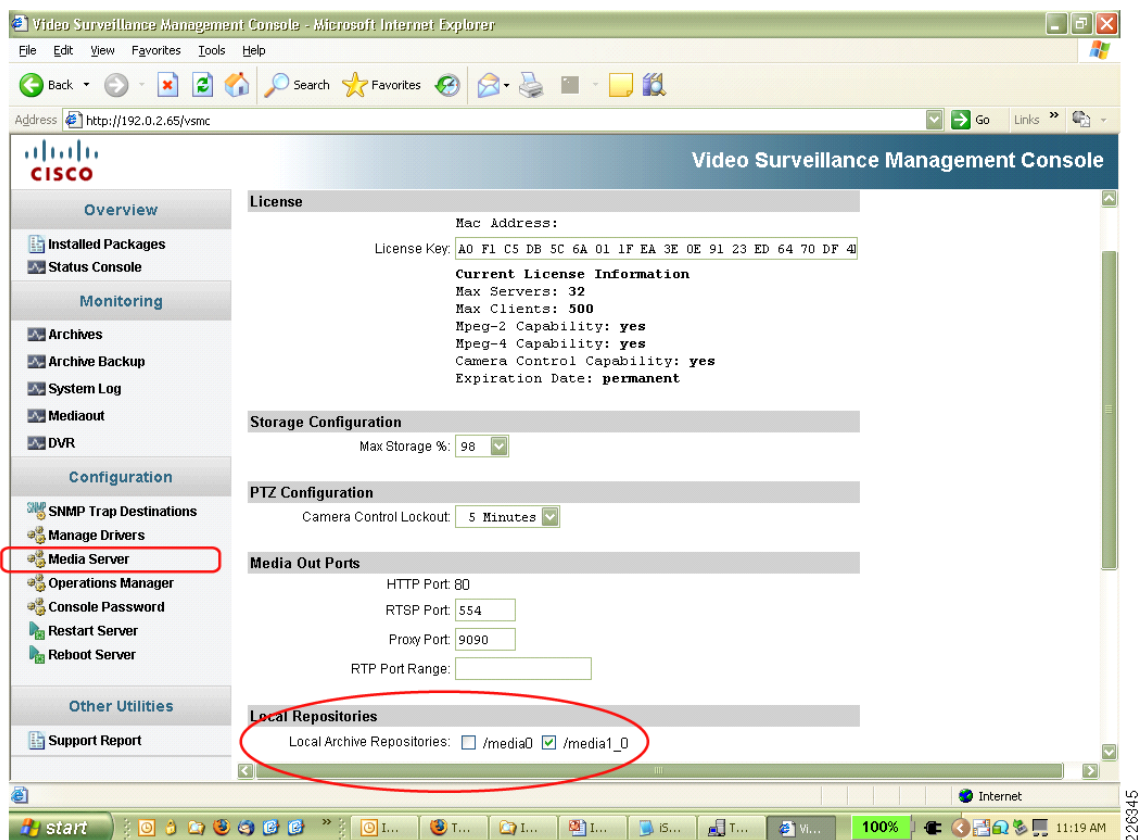 Video Surveillance Management Console - Microsoft Internet Explorer
File Edit View Favorites Tools Help
Back Search Favorites
Address http://192.0.2.65/vsmc Go Links »
CISCO
Video Surveillance Management Console
Overview
Installed Packages
Status Console
Monitoring
Archives
Archive Backup
System Log
Mediaout
DVR
Configuration
SNMP Trap Destinations
Manage Drivers
Media Server
Operations Manager
Console Password
Restart Server
Reboot Server
Other Utilities
Support Report
License
Mac Address:
License Key: A0 F1 C5 DB 5C 6A 01 1F EA 3E 0E 91 23 ED 64 70 DF
Current License Information
Max Servers: 32
Max Clients: 500
Mpeg-2 Capability: yes
Mpeg-4 Capability: yes
Camera Control Capability: yes
Expiration Date: permanent
Storage Configuration
Max Storage %: 98
PTZ Configuration
Camera Control Lockout: 5 Minutes
Media Out Ports
HTTP Port: 80
RTSP Port: 554
Proxy Port: 9090
RTP Port Range:
Local Repositories
Local Archive Repositories: /media0 /media1_0
Internet
start » I... T... I... I... iS... T... Vi... 100% 11:19 AM
226345